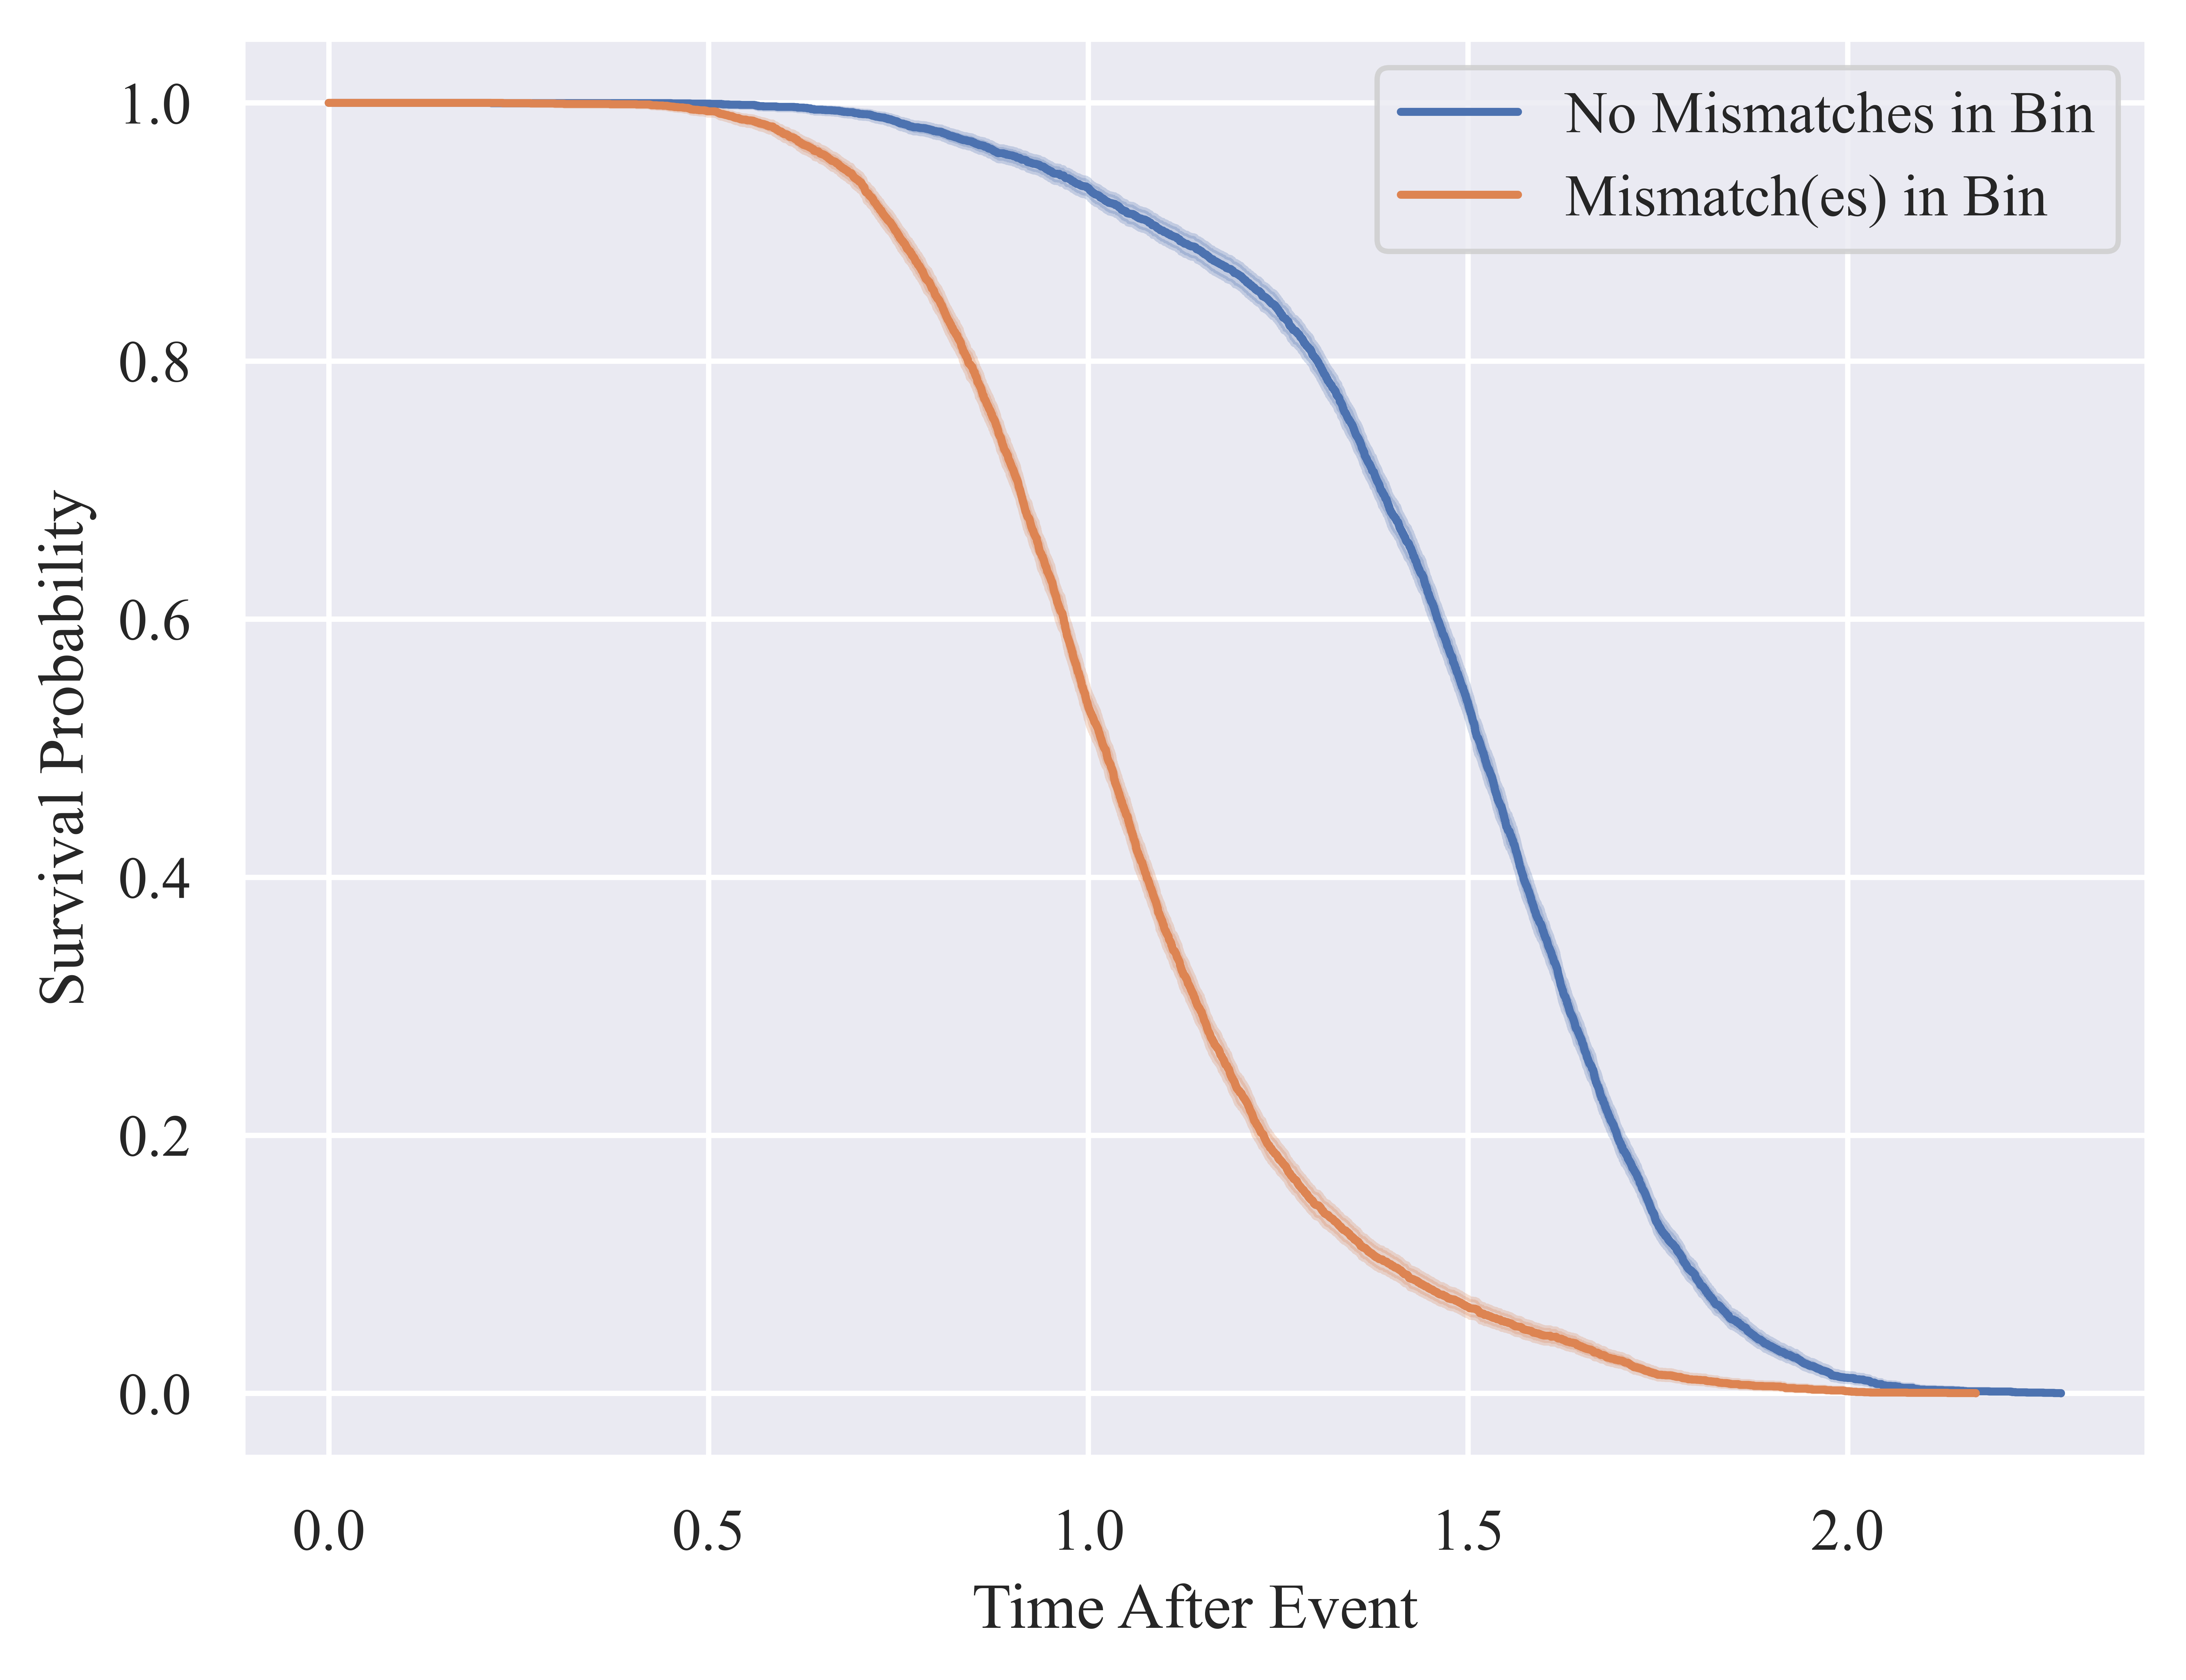 No Mismatches in Bin
Mismatch(es) in Bin
1.0
0.8
0.6
0.4
0.2
0.0
Survival Probability
0.0 0.5 1.0 1.5 2.0
Time After Event